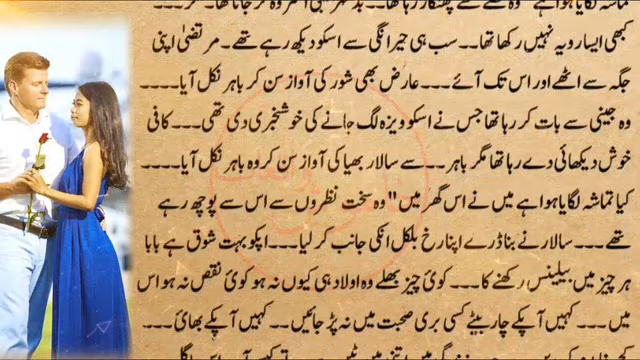 کبھی ایسا رویہ نہیں رکھا تھا۔۔ سب ہی حیرانگی سے اسکو دیکھ رہے تھے۔ مرتضیٰ اپنی
جگہ سے اٹھے اور اس تک آئے۔۔۔۔ عارض بھی شور کی آواز سن کر باہر نکل آیا۔۔۔۔
وہ جینی سے بات کر رہا تھا جس نے اسکو ویزہ لگ جانے کی خوشخبری دی تھی۔۔۔ کافی
خوش دیکھائی دے رہا تھا مگر باہر۔۔۔ سے سالار بھیا کی آواز سن کر وہ باہر نکل آیا۔۔۔۔
کیا تماشہ لگایا ہوا ہے میں نے اس گھر میں" وہ سخت نظروں سے اس سے پوچھ رہے
تھے۔۔۔ سالار نے بنا ڈرے اپنا رخ بلکل انکی جانب کر لیا۔۔۔ اپکو بہت شوق ہے بابا
ہر چیز میں بیلینس رکھنے کا۔۔۔ کوئی چیز بھلے وہ اولاد ہی کیوں نہ ہو کوئی نقص نہ ہو اس
میں۔۔۔ کہیں آپکے چار بیٹے کسی بری صحبت میں نہ پڑ جائیں۔۔ کہیں آپکے بھائی۔۔۔